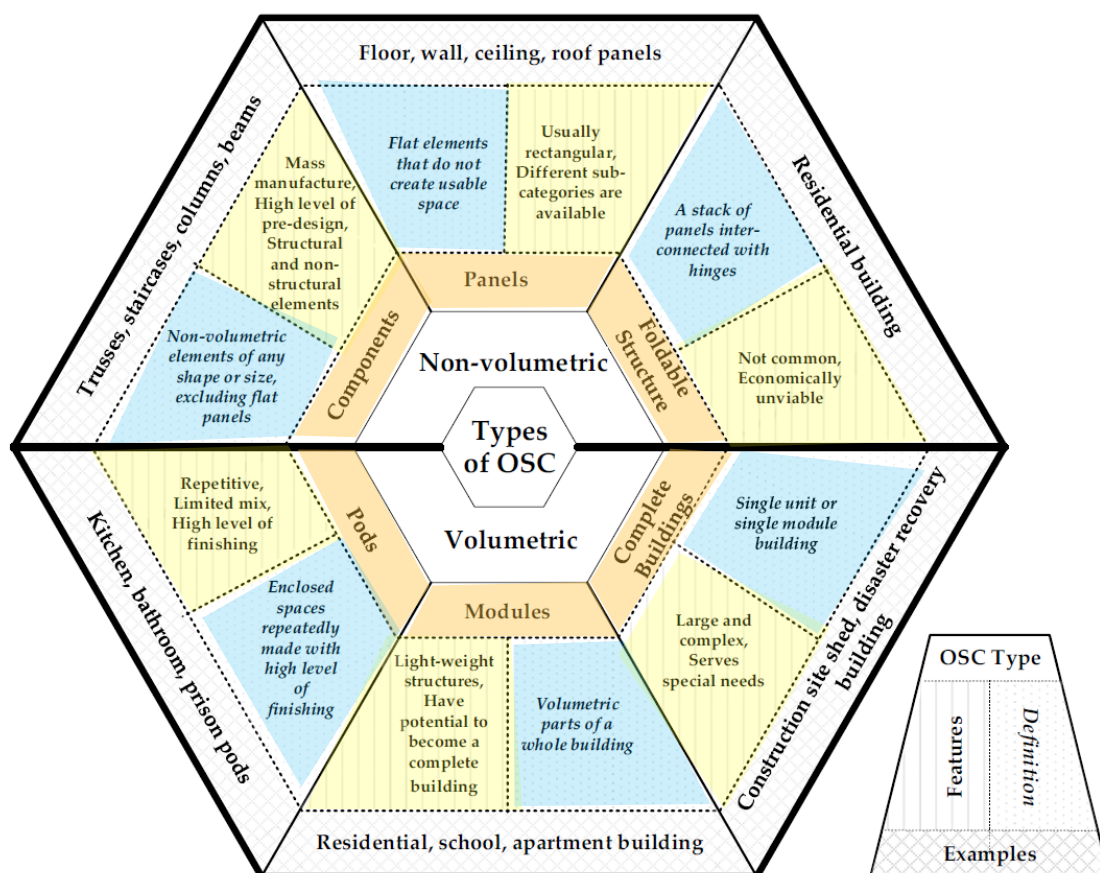 Floor, wall, ceiling, roof panels
Trusses, staircases, columns, beams
Residential building
Flat elements
that do not
create usable
space
Usually
rectangular,
Different sub-
categories are
available
Mass
manufacture,
High level of
pre-design,
Structural
and non-
structural
elements
A stack of
panels inter-
connected with
hinges
Panels
Components
Foldable
Structure
Non-volumetric
elements of any
shape or size,
excluding flat
panels
Non-volumetric
Not common,
Economically
unviable
Types
of OSC
Repetitive,
Limited mix,
High level of
finishing
Pods
Volumetric
Complete
Buildings
Single unit or
single module
building
Kitchen, bathroom, prison pods
Enclosed
spaces
repeatedly
made with
high level
of
finishing
Modules
Light-weight
structures,
Have
potential to
become a
complete
building
Volumetric
parts of a
whole building
Large and
complex,
Serves
special needs
Construction site shed, disaster recovery
building
Residential, school, apartment building
OSC Type
Features
Definition
Examples